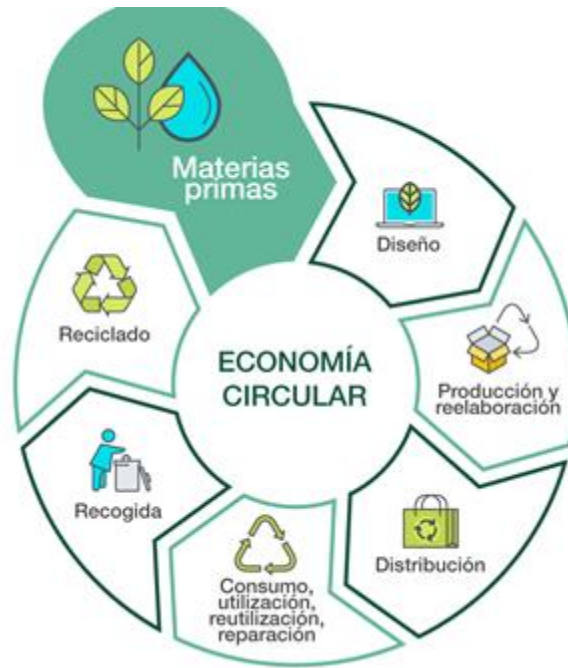 Materias
primas
Diseño
Producción y
reelaboración
Distribución
Consumo,
utilización,
reutilización,
reparación
Recogida
Reciclado
ECONOMÍA
CIRCULAR